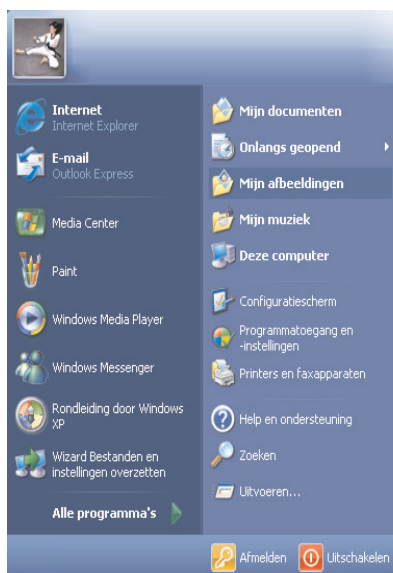 Internet
Internet Explorer
E-mail
Outlook Express
Media Center
Paint
Windows Media Player
Windows Messenger
Rondleiding door Windows
XP
Wizard Bestanden en
instellingen overzetten
Alle programma's
Mijn documenten
Onlangs geopend
Mijn afbeeldingen
Mijn muziek
Deze computer
Configuratiescherm
Programmatoegang en
-instellingen
Printers en faxapparaten
Help en ondersteuning
Zoeken
Uitvoeren...
Afmelden
Uitschakelen